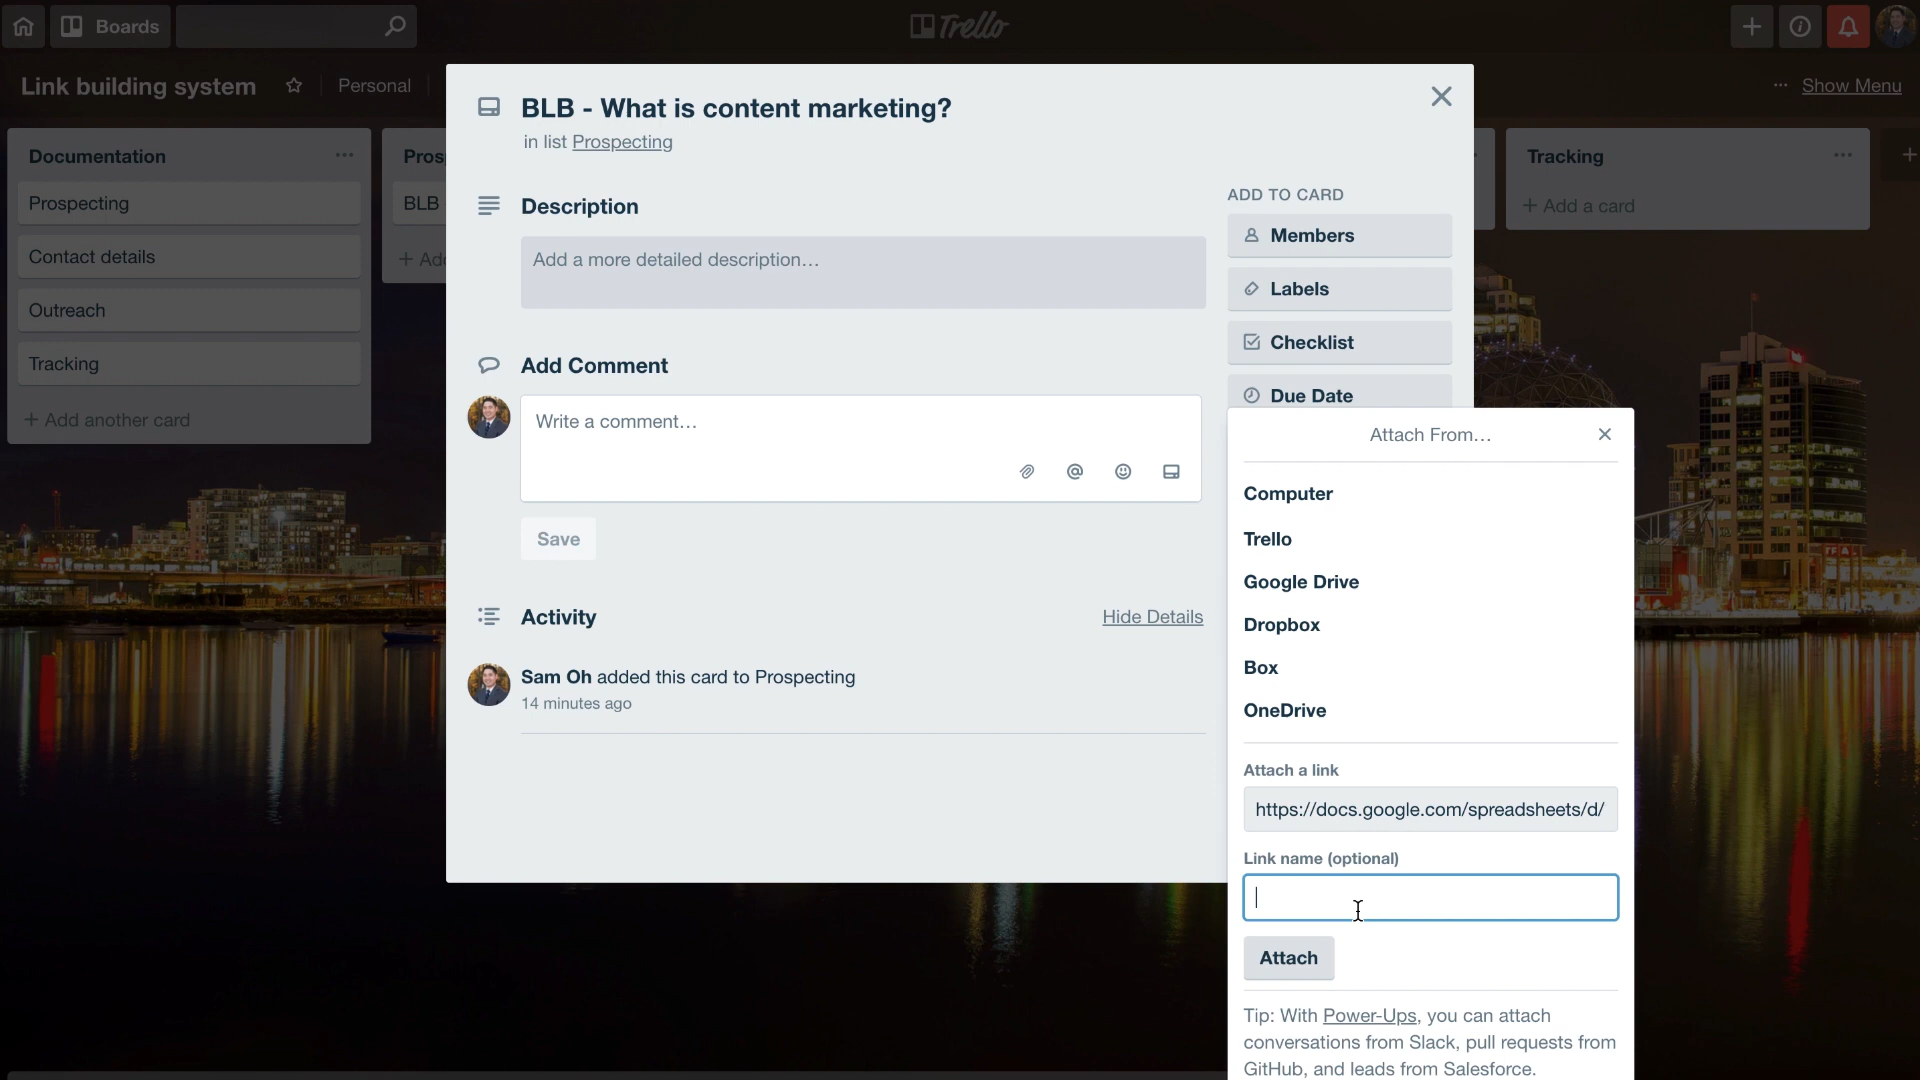 Boards
Trello
Link building system
Personal
Show Menu
Documentation
Prospecting
Contact details
Outreach
Tracking
+ Add another card
BLB
BLB - What is content marketing?
in list Prospecting
Description
Add a more detailed description…
Add Comment
Write a comment…
@
Save
Activity
Hide Details
Sam Oh added this card to Prospecting
14 minutes ago
ADD TO CARD
Members
Labels
Checklist
Due Date
Attach From…
Computer
Trello
Google Drive
Dropbox
Box
OneDrive
Attach a link
https://docs.google.com/spreadsheets/d/
Link name (optional)
Attach
Tip: With Power-Ups, you can attach
conversations from Slack, pull requests from
GitHub, and leads from Salesforce.
Tracking
+ Add a card